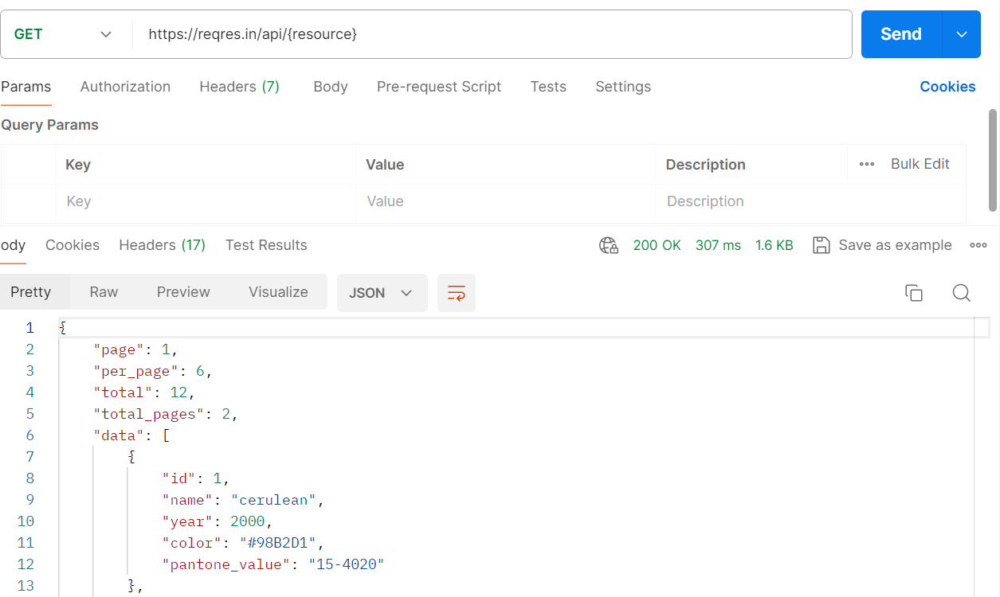 GET https://reqres.in/api/{resource} Send
Params Authorization Headers (7) Body Pre-request Script Tests Settings Cookies
Query Params
Key Value Description Bulk Edit
Key Value Description
ody Cookies Headers (17) Test Results 200 OK 307 ms 1.6 KB Save as example
Pretty Raw Preview Visualize JSON
1 {
2 "page": 1,
3 "per_page": 6,
4 "total": 12,
5 "total_pages": 2,
6 "data": [
7 {
8 "id": 1,
9 "name": "cerulean",
10 "year": 2000,
11 "color": "#98B2D1",
12 "pantone_value": "15-4020"
13 },